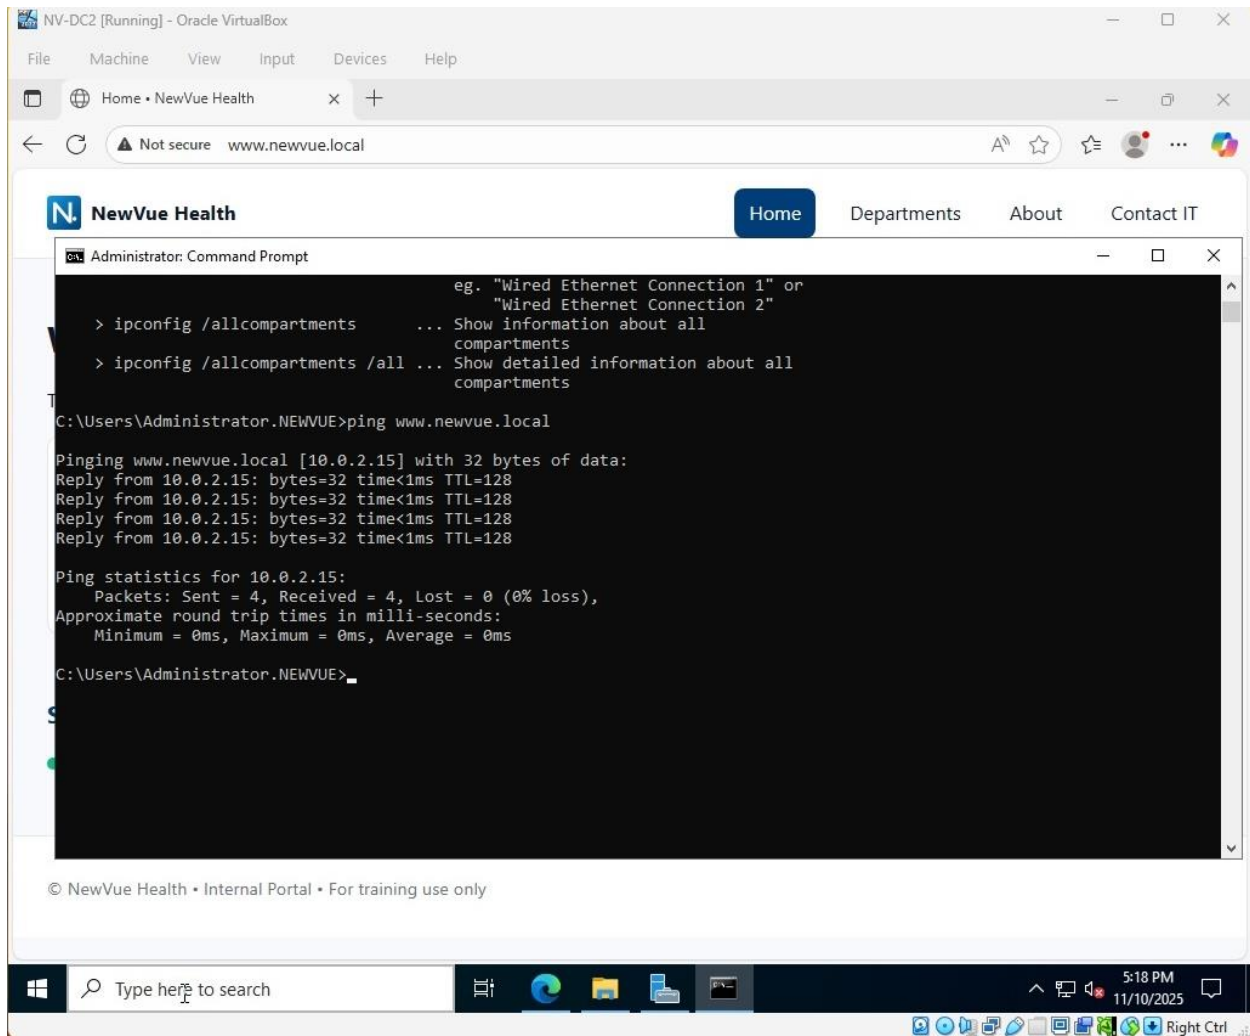 NV-DC2 [Running] - Oracle VirtualBox
File Machine View Input Devices Help
Home • NewVue Health
Not secure www.newvue.local
N. NewVue Health Home Departments About Contact IT
Administrator: Command Prompt
eg. "Wired Ethernet Connection 1" or
"Wired Ethernet Connection 2"
> ipconfig /allcompartments ... Show information about all
compartments
> ipconfig /allcompartments /all ... Show detailed information about all
compartments
C:\Users\Administrator.NEWVUE>ping www.newvue.local
Pinging www.newvue.local [10.0.2.15] with 32 bytes of data:
Reply from 10.0.2.15: bytes=32 time<1ms TTL=128
Reply from 10.0.2.15: bytes=32 time<1ms TTL=128
Reply from 10.0.2.15: bytes=32 time<1ms TTL=128
Reply from 10.0.2.15: bytes=32 time<1ms TTL=128
Ping statistics for 10.0.2.15:
Packets: Sent = 4, Received = 4, Lost = 0 (0% loss),
Approximate round trip times in milli-seconds:
Minimum = 0ms, Maximum = 0ms, Average = 0ms
C:\Users\Administrator.NEWVUE>
© NewVue Health • Internal Portal • For training use only
Type here to search
5:18 PM
11/10/2025
Right Ctrl